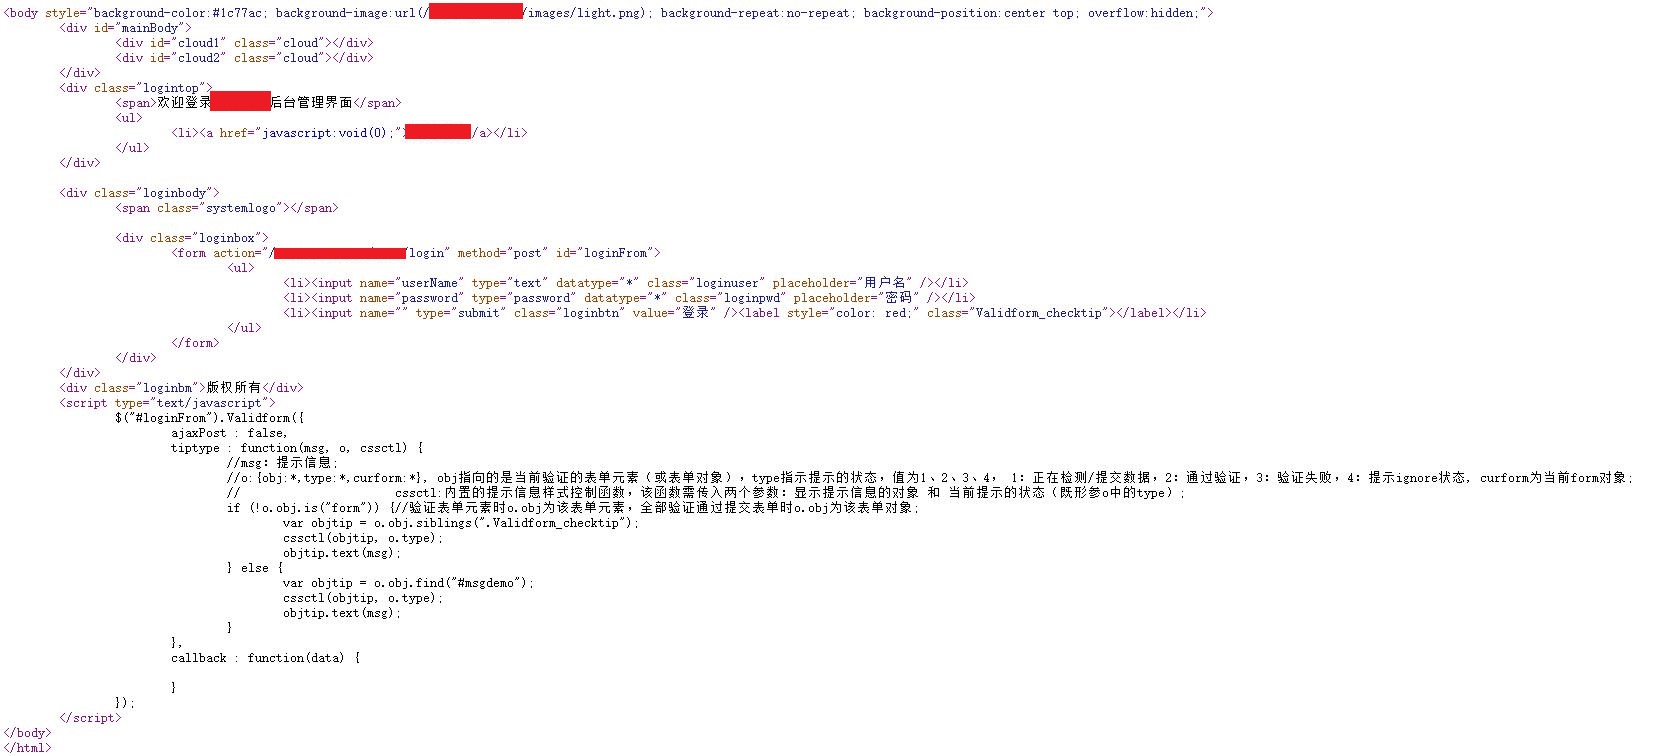 <body style="background-color:#1c77ac; background-image:url(/ /images/light.png); background-repeat:no-repeat; background-position:center top; overflow:hidden;">
<div id="mainBody">
<div id="cloud1" class="cloud"></div>
<div id="cloud2" class="cloud"></div>
</div>
<div class="logintop">
<span>欢迎登录 后台管理界面</span>
<ul>
<li><a href="javascript:void(0);"> /a></li>
</ul>
</div>
<div class="loginbody">
<span class="systemlogo"></span>
<div class="loginbox">
<form action="/ /login" method="post" id="loginFrom">
<ul>
<li><input name="userName" type="text" datatype="*" class="loginuser" placeholder="用户名" /></li>
<li><input name="password" type="password" datatype="*" class="loginpwd" placeholder="密码" /></li>
<li><input name="" type="submit" class="loginbtn" value="登录" /><label style="color: red;" class="Validform_checktip"></label></li>
</ul>
</form>
</div>
</div>
<div class="loginbm">版权所有</div>
<script type="text/javascript">
$("#loginFrom").Validform({
ajaxPost : false,
tiptype : function(msg, o, cssctl) {
//msg：提示信息;
//o:{obj:*,type:*,curform:*}, obj指向的是当前验证的表单元素（或表单对象），type指示提示的状态，值为1、2、3、4， 1：正在检测/提交数据，2：通过验证，3：验证失败，4：提示ignore状态, curform为当前form对象;
// cssctl:内置的提示信息样式控制函数，该函数需传入两个参数：显示提示信息的对象 和 当前提示的状态（既形参o中的type）;
if (!o.obj.is("form")) {//验证表单元素时o.obj为该表单元素，全部验证通过提交表单时o.obj为该表单对象;
var objtip = o.obj.siblings(".Validform_checktip");
cssctl(objtip, o.type);
objtip.text(msg);
} else {
var objtip = o.obj.find("#msgdemo");
cssctl(objtip, o.type);
objtip.text(msg);
}
},
callback : function(data) {
}
});
</script>
</body>
</html>